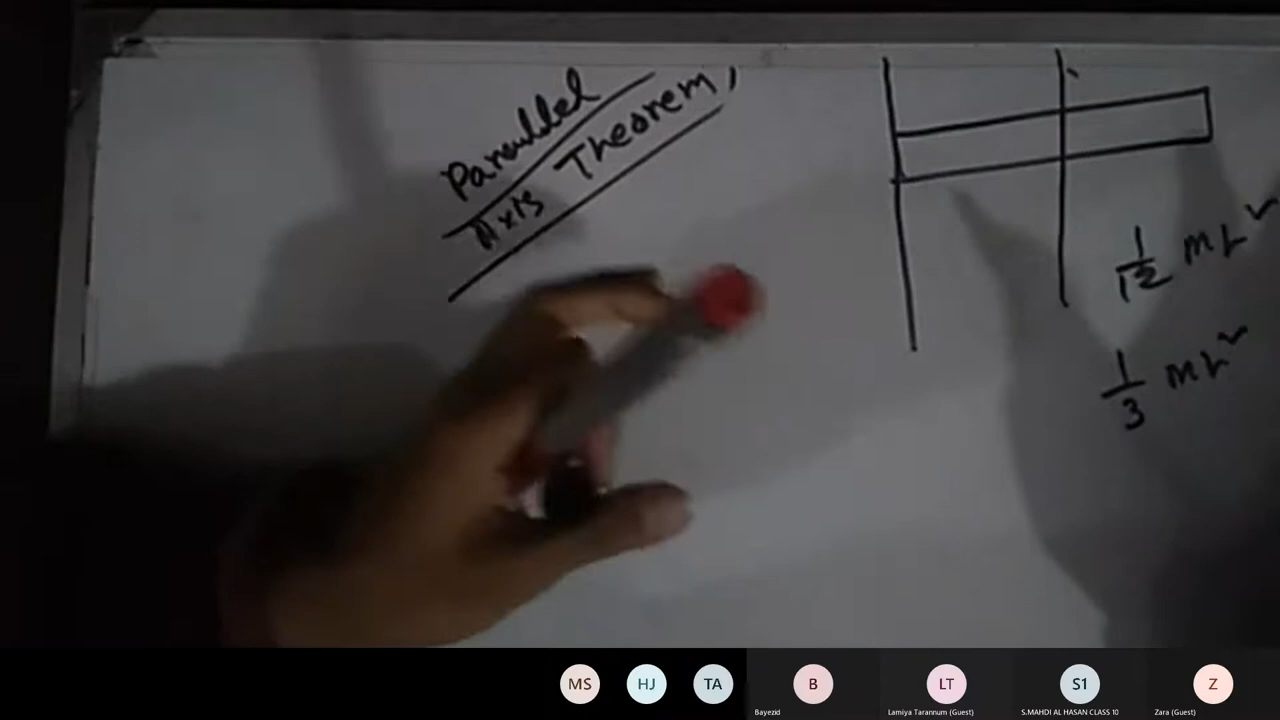 Parallel
Axis Theorem,
1/12 mL²
1/3 mL²
MS
HJ
TA
B
LT
S1
Z
Bayezid
Lamiya Tarannum (Guest)
S.MAHDI AL HASAN CLASS 10
Zara (Guest)